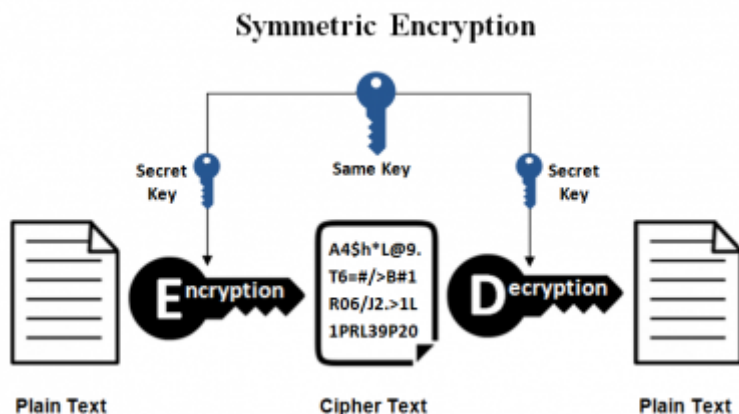 Symmetric Encryption
Secret
Key
Same Key
Secret
Key
Encryption
A4$h*L@9.
T6=#/>B#1
R06/J2.>1L
1PRL39P20
Decryption
Plain Text
Cipher Text
Plain Text